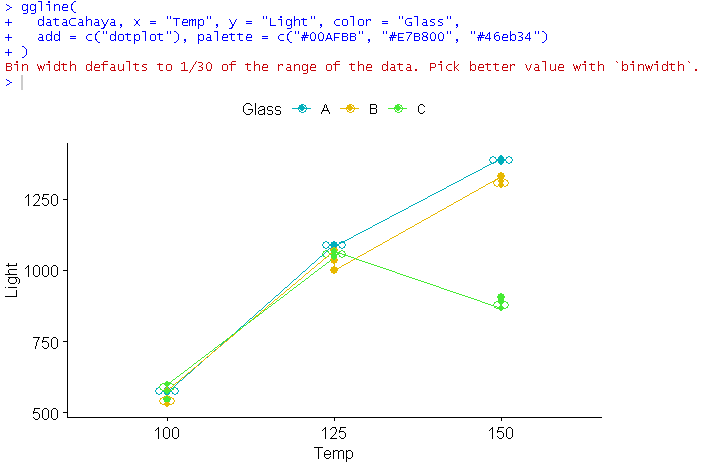 > ggline(
+   dataCahaya, x = "Temp", y = "Light", color = "Glass",
+   add = c("dotplot"), palette = c("#00AFBB", "#E7B800", "#46eb34")
+ )
Bin width defaults to 1/30 of the range of the data. Pick better value with `binwidth`.
>
Glass A B C
1250
1000
750
500
Light
100 125 150
Temp